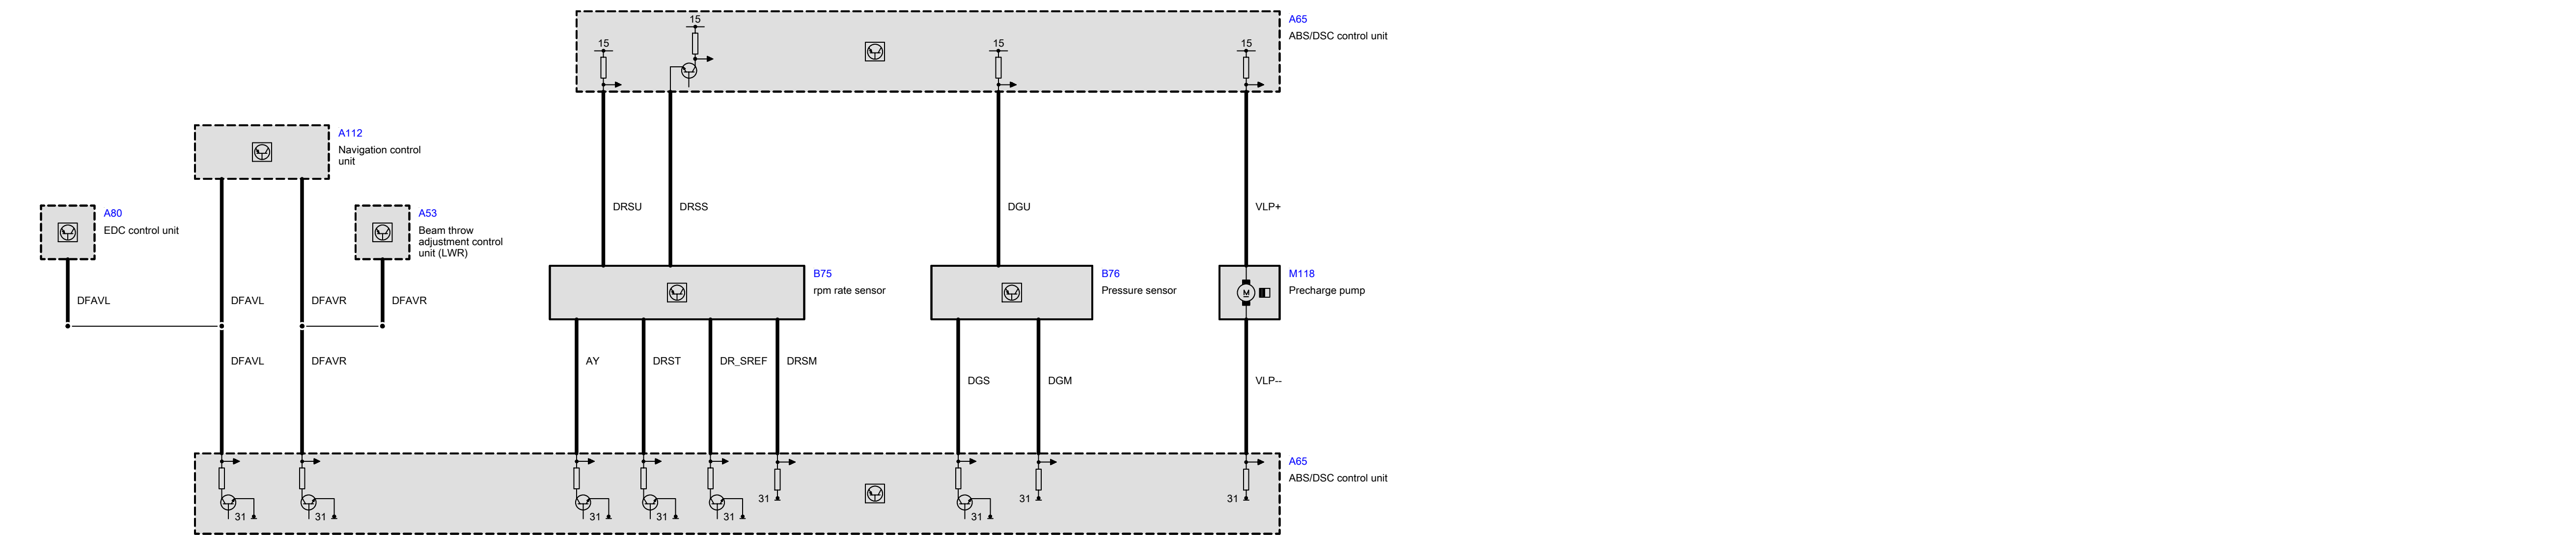 15
A65
15
15
15
ABS/DSC control unit
A112
Navigation control
unit
A80
EDC control unit
A53
Beam throw
adjustment control
unit (LWR)
DRSU
DRSS
DGU
VLP+
B75
rpm rate sensor
B76
Pressure sensor
M118
Precharge pump
M
DFAVL
DFAVL
DFAVR
DFAVR
DFAVL
DFAVR
AY
DRST
DR_SREF
DRSM
DGS
DGM
VLP--
A65
ABS/DSC control unit
31
31
31
31
31
31
31
31
31